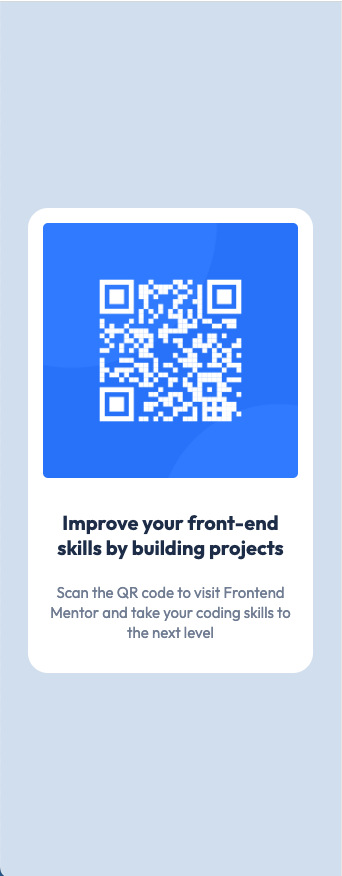 Improve your front-end
skills by building projects
Scan the QR code to visit Frontend
Mentor and take your coding skills to
the next level